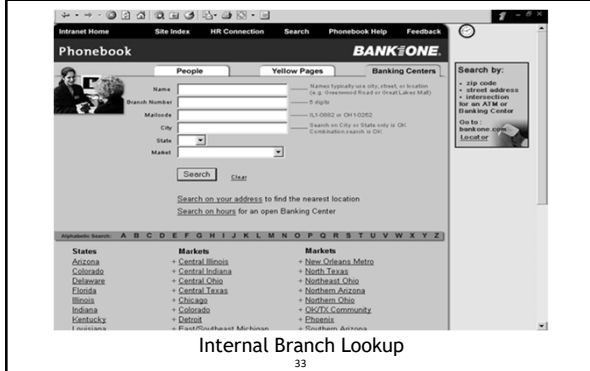 Intranet Home Site Index HR Connection Search Phonebook Help Feedback
Phonebook
BANK ONE.
People Yellow Pages Banking Centers
Name
Names typically use city, street, or location
(e.g. Greenwood Road or Great Lakes Mall)
Branch Number
5 digits
Mailcode
IL1-0982 or OH1-0252
City
Search on City or State only is OK!
Combination search is OK!
State
Market
Search Clear
Search on your address to find the nearest location
Search on hours for an open Banking Center
Search by:
• zip code
• street address
• intersection
for an ATM or
Banking Center
Go to:
bankone.com
Locator
Alphabetic Search: A B C D E F G H I J K L M N O P Q R S T U V W X Y Z
States Markets Markets
Arizona + Central Illinois + New Orleans Metro
Colorado + Central Indiana + North Texas
Delaware + Central Ohio + Northeast Ohio
Florida + Central Texas + Northern Arizona
Illinois + Chicago + Northern Ohio
Indiana + Colorado + OK/TX Community
Kentucky + Detroit + Phoenix
Louisiana + East/Southeast Michigan + Southern Arizona
Internal Branch Lookup
33